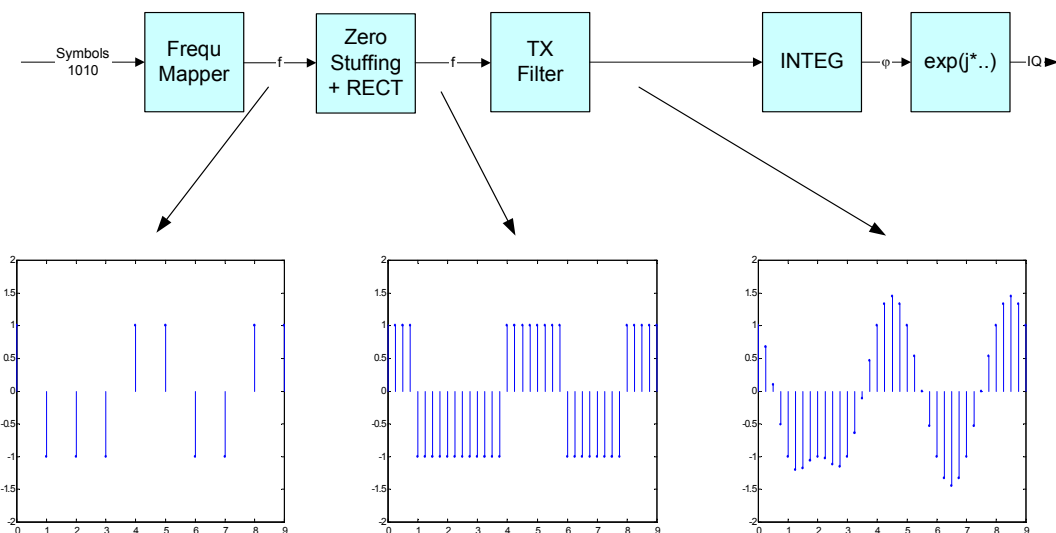 Symbols
1010
Frequ
Mapper
f
Zero
Stuffing
+ RECT
f
TX
Filter
INTEG
φ
exp(j*..)
IQ
2
1.5
1
0.5
0
-0.5
-1
-1.5
-2
0 1 2 3 4 5 6 7 8 9
2
1.5
1
0.5
0
-0.5
-1
-1.5
-2
0 1 2 3 4 5 6 7 8 9
2
1.5
1
0.5
0
-0.5
-1
-1.5
-2
0 1 2 3 4 5 6 7 8 9